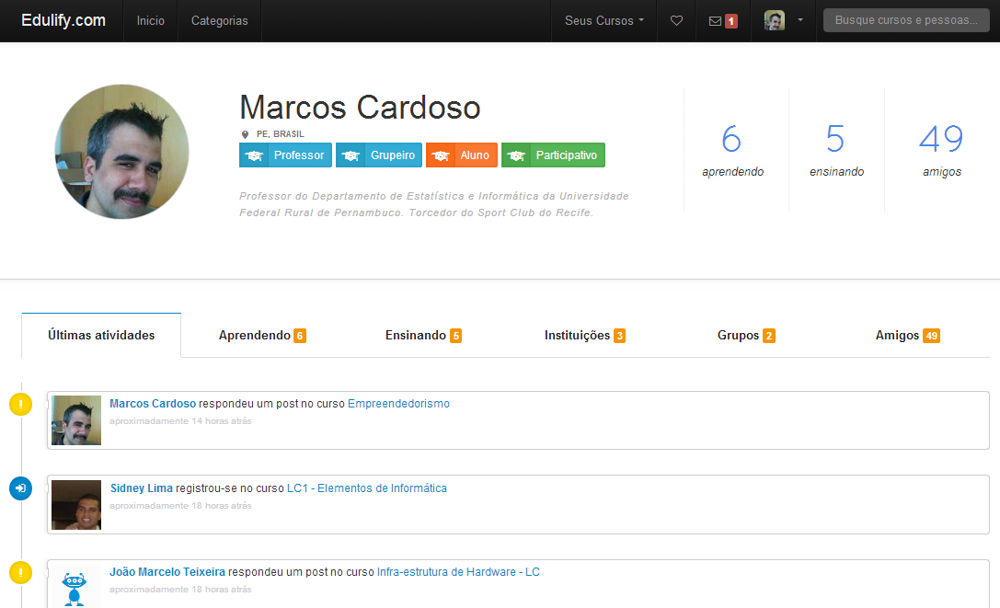 Edulify.com Inicio Categorias Seus Cursos 1 Busque cursos e pessoas...
Marcos Cardoso
PE, BRASIL
Professor Grupeiro Aluno Participativo
Professor do Departamento de Estatística e Informática da Universidade
Federal Rural de Pernambuco. Torcedor do Sport Club do Recife.
6 5 49
aprendendo ensinando amigos
Últimas atividades Aprendendo 6 Ensinando 5 Instituições 3 Grupos 2 Amigos 49
! Marcos Cardoso respondeu um post no curso Empreendedorismo
aproximadamente 14 horas atrás
Sidney Lima registrou-se no curso LC1 - Elementos de Informática
aproximadamente 18 horas atrás
! João Marcelo Teixeira respondeu um post no curso Infra-estrutura de Hardware - LC
aproximadamente 18 horas atrás